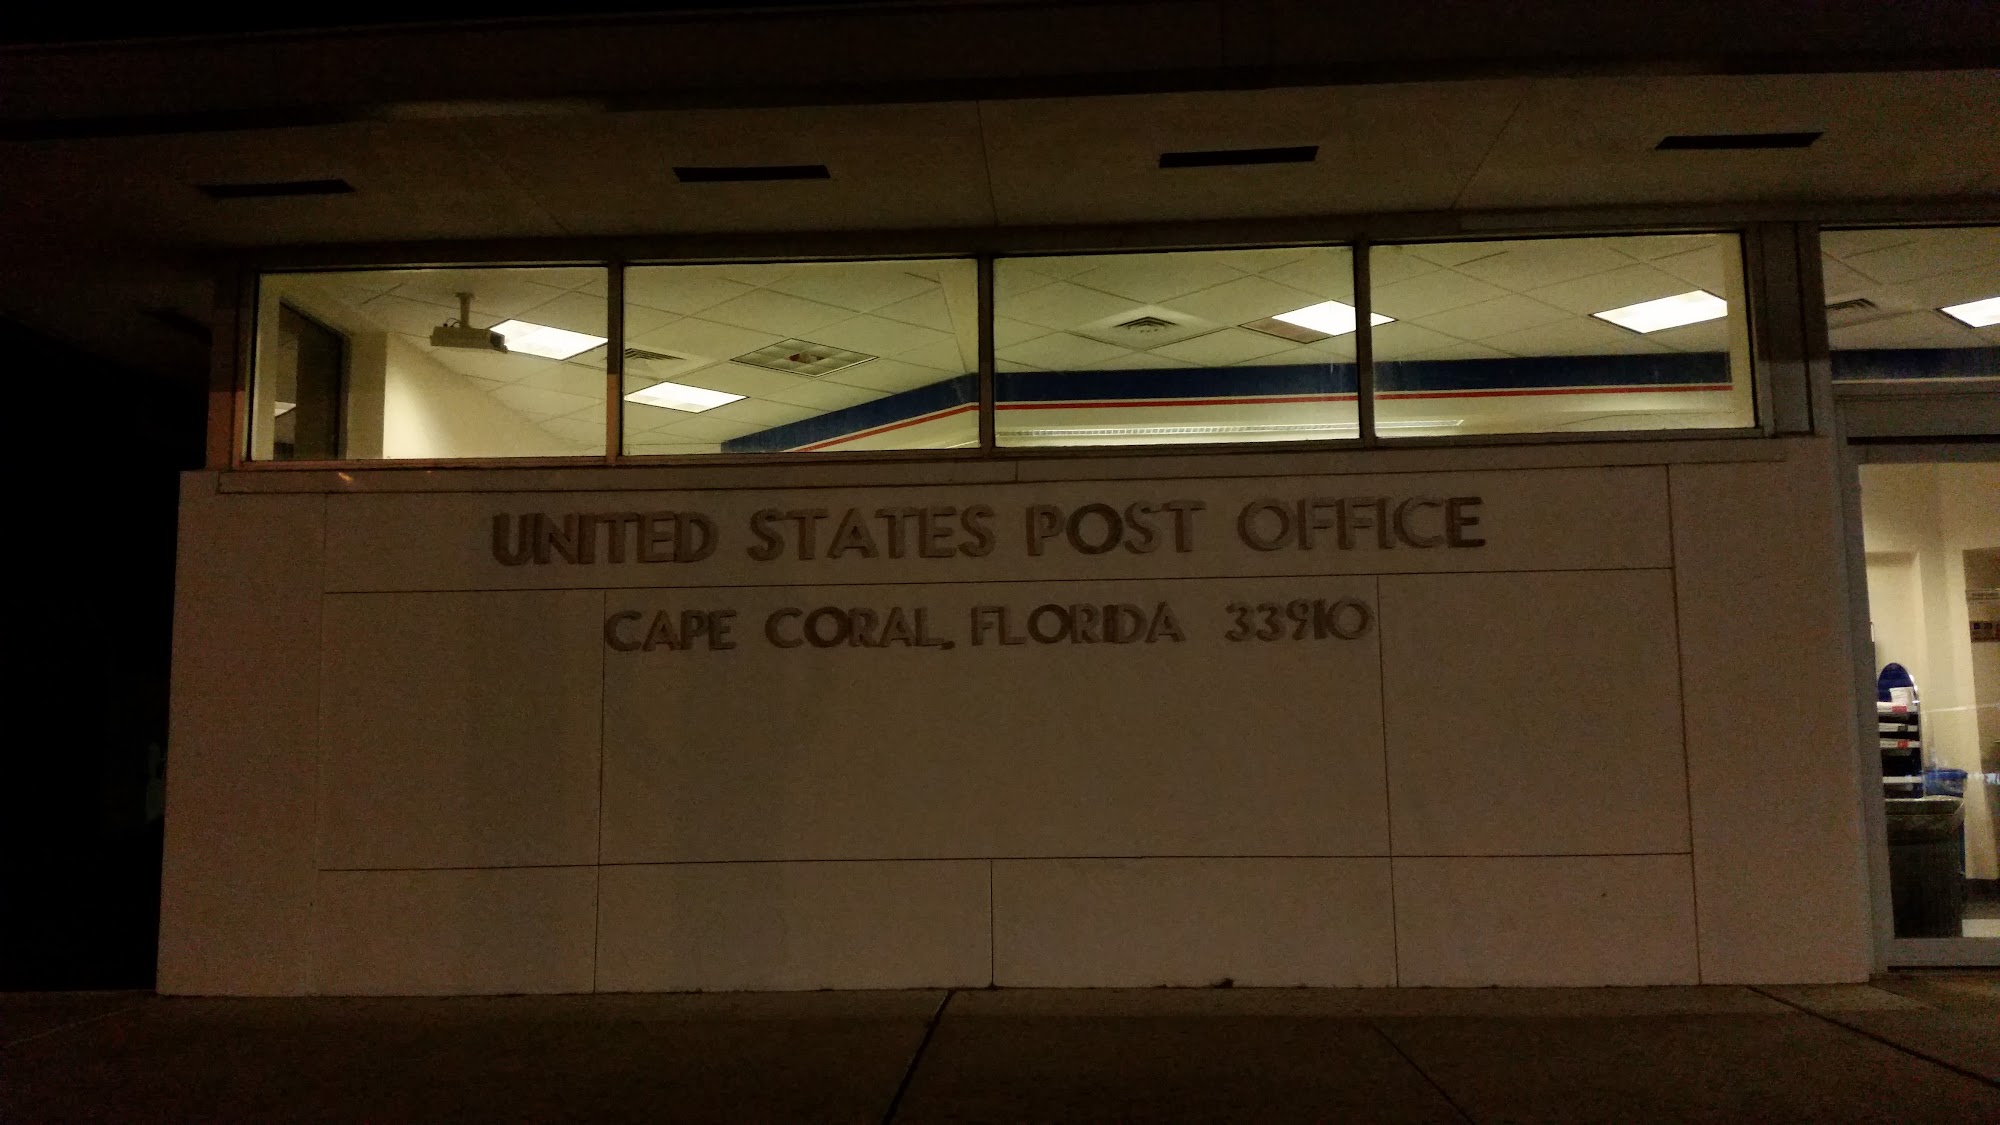 UNITED STATES POST OFFICE
CAPE CORAL, FLORIDA 33910